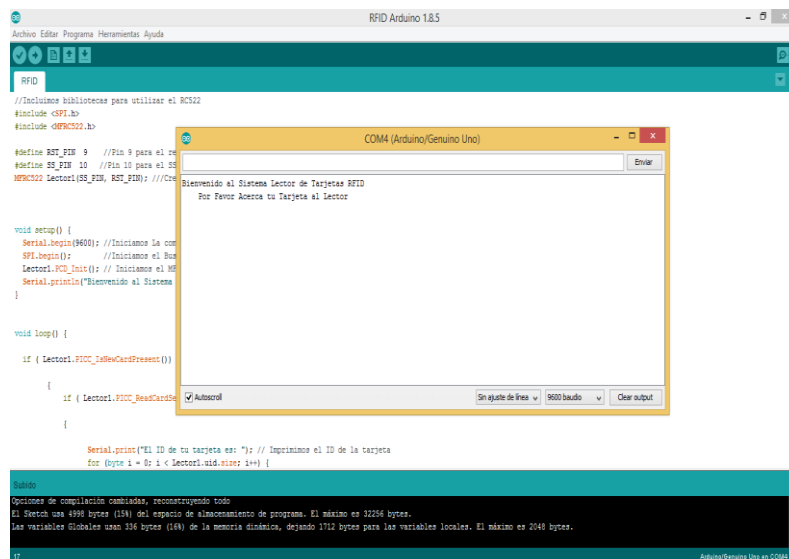 RFID Arduino 1.8.5
Archivo Editar Programa Herramientas Ayuda
RFID
//Incluimos bibliotecas para utilizar el RC522
#include <SPI.h>
#include <MFRC522.h>
#define RST_PIN 9 //Pin 9 para el re
#define SS_PIN 10 //Pin 10 para el SS
MFRC522 Lector1(SS_PIN, RST_PIN); ///Cre
void setup() {
Serial.begin(9600); //Iniciamos La com
SPI.begin(); //Iniciamos el Bus
Lector1.PCD_Init(); // Iniciamos el MF
Serial.println("Bienvenido al Sistema
}
void loop() {
if ( Lector1.PICC_IsNewCardPresent())
{
if ( Lector1.PICC_ReadCardSe
{
Serial.print("El ID de tu tarjeta es: "); // Imprimimos el ID de la tarjeta
for (byte i = 0; i < Lector1.uid.size; i++) {
COM4 (Arduino/Genuino Uno)
Enviar
Bienvenido al Sistema Lector de Tarjetas RFID
Por Favor Acerca tu Tarjeta al Lector
Autoscroll
Sin ajuste de línea
9600 baudio
Clear output
Subido
Opciones de compilación cambiadas, reconstruyendo todo
El Sketch usa 4998 bytes (15%) del espacio de almacenamiento de programa. El máximo es 32256 bytes.
Las variables Globales usan 336 bytes (16%) de la memoria dinámica, dejando 1712 bytes para las variables locales. El máximo es 2048 bytes.
17
Arduino/Genuino Uno en COM4